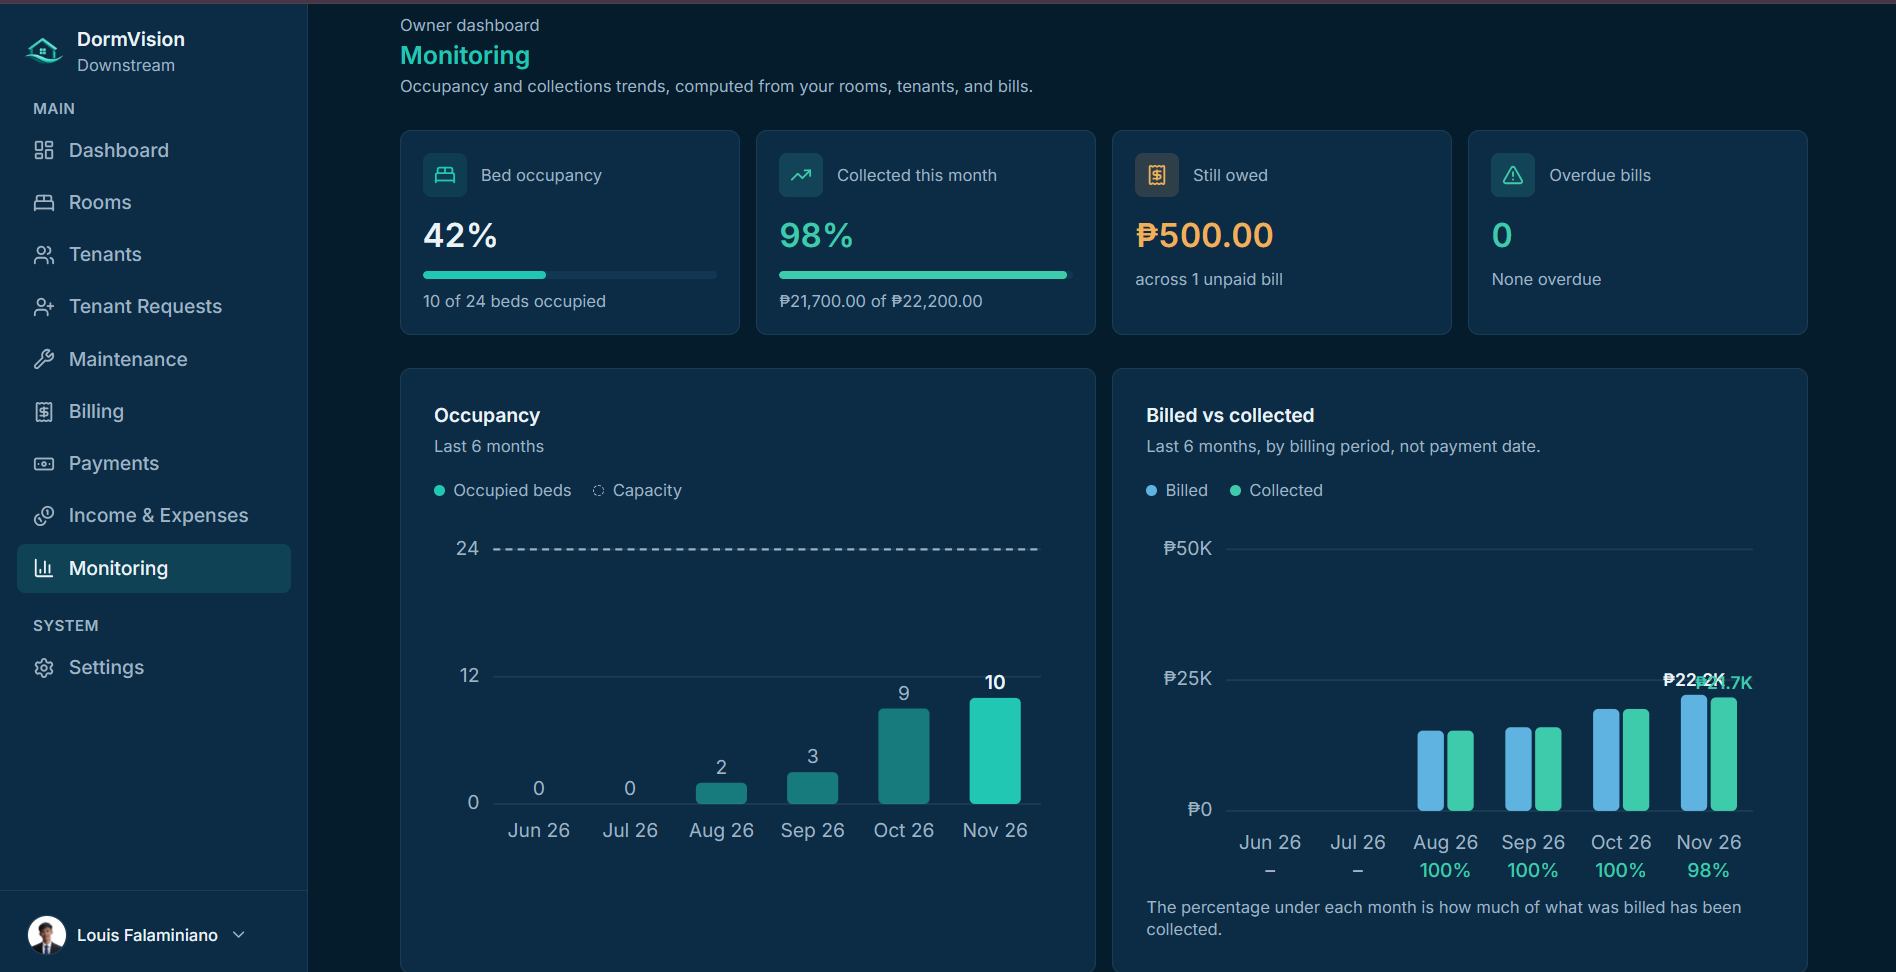 DormVision
Downstream
MAIN
Dashboard
Rooms
Tenants
Tenant Requests
Maintenance
Billing
Payments
Income & Expenses
Monitoring
SYSTEM
Settings
Louis Falaminiano
Owner dashboard
Monitoring
Occupancy and collections trends, computed from your rooms, tenants, and bills.
Bed occupancy
42%
10 of 24 beds occupied
Collected this month
98%
₱21,700.00 of ₱22,200.00
Still owed
₱500.00
across 1 unpaid bill
Overdue bills
0
None overdue
Occupancy
Last 6 months
Occupied beds Capacity
24
12
0
0 0 2 3 9 10
Jun 26 Jul 26 Aug 26 Sep 26 Oct 26 Nov 26
Billed vs collected
Last 6 months, by billing period, not payment date.
Billed Collected
₱50K
₱25K
₱0
₱22.2K ₱21.7K
Jun 26 Jul 26 Aug 26 Sep 26 Oct 26 Nov 26
– – 100% 100% 100% 98%
The percentage under each month is how much of what was billed has been
collected.